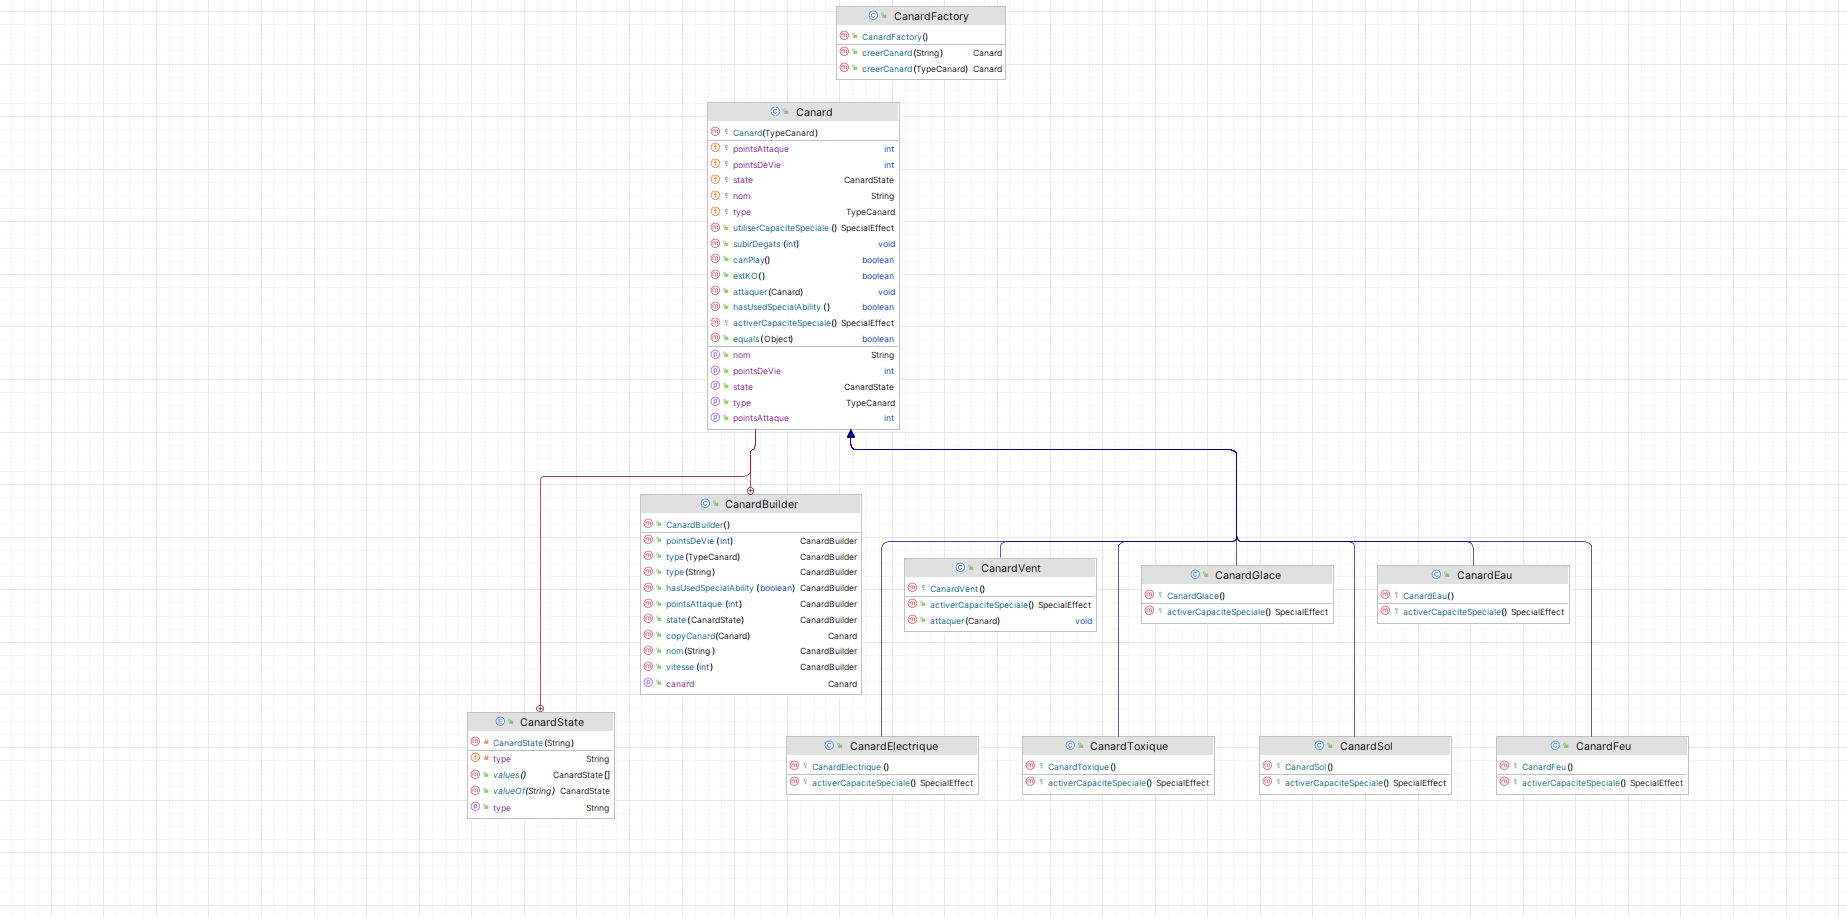 CanardFactory
CanardFactory()
creerCanard(String) Canard
creerCanard(TypeCanard) Canard
Canard
Canard(TypeCanard)
pointsAttaque int
pointsDeVie int
state CanardState
nom String
type TypeCanard
utiliserCapaciteSpeciale () SpecialEffect
subirDegats (int) void
canPlay() boolean
estKO() boolean
attaquer(Canard) void
hasUsedSpecialAbility () boolean
activerCapaciteSpeciale() SpecialEffect
equals(Object) boolean
nom String
pointsDeVie int
state CanardState
type TypeCanard
pointsAttaque int
CanardBuilder
CanardBuilder()
pointsDeVie (int) CanardBuilder
type(TypeCanard) CanardBuilder
type(String) CanardBuilder
hasUsedSpecialAbility (boolean) CanardBuilder
pointsAttaque (int) CanardBuilder
state(CanardState) CanardBuilder
copyCanard(Canard) Canard
nom(String) CanardBuilder
vitesse (int) CanardBuilder
canard Canard
CanardVent
CanardVent()
activerCapaciteSpeciale() SpecialEffect
attaquer(Canard) void
CanardGlace
CanardGlace()
activerCapaciteSpeciale() SpecialEffect
CanardEau
CanardEau()
activerCapaciteSpeciale() SpecialEffect
CanardState
CanardState(String)
type String
values() CanardState[]
valueOf(String) CanardState
type String
CanardElectrique
CanardElectrique ()
activerCapaciteSpeciale() SpecialEffect
CanardToxique
CanardToxique()
activerCapaciteSpeciale() SpecialEffect
CanardSol
CanardSol()
activerCapaciteSpeciale() SpecialEffect
CanardFeu
CanardFeu()
activerCapaciteSpeciale() SpecialEffect